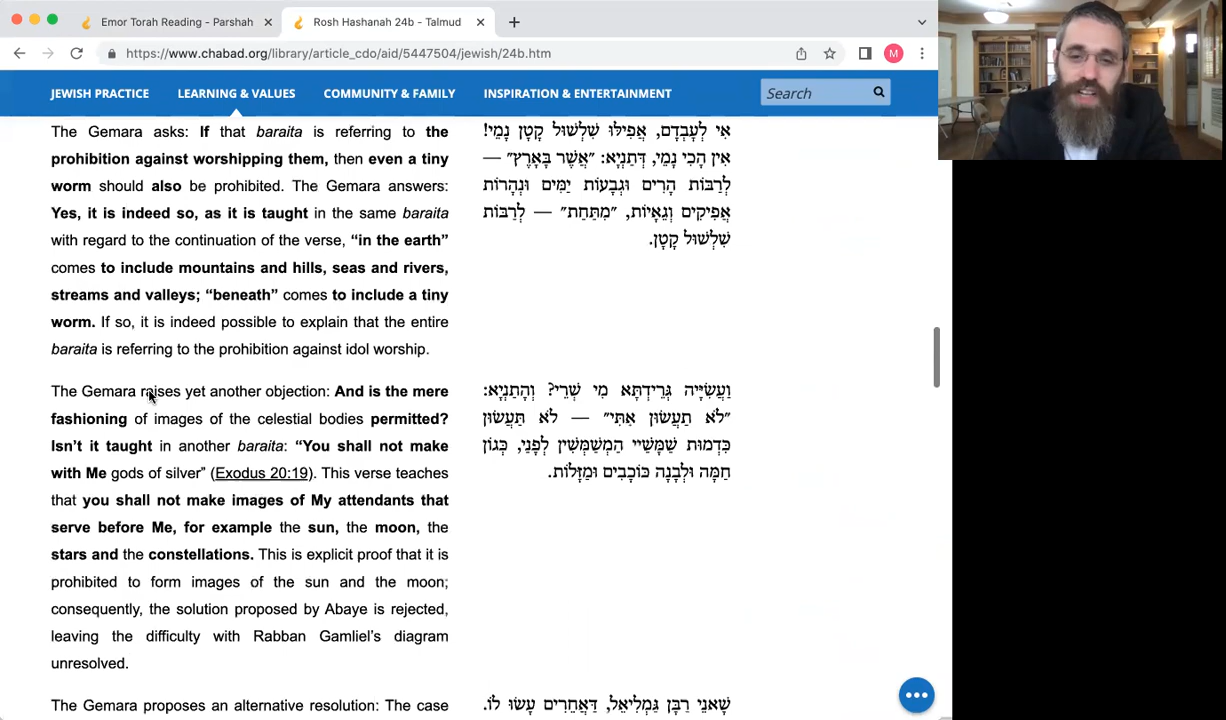 Emor Torah Reading - Parshah
Rosh Hashanah 24b - Talmud
https://www.chabad.org/library/article_cdo/aid/5447504/jewish/24b.htm
M
JEWISH PRACTICE
LEARNING & VALUES
COMMUNITY & FAMILY
INSPIRATION & ENTERTAINMENT
Search
The Gemara asks: If that baraita is referring to the
prohibition against worshipping them, then even a tiny
worm should also be prohibited. The Gemara answers:
Yes, it is indeed so, as it is taught in the same baraita
with regard to the continuation of the verse, “in the earth”
comes to include mountains and hills, seas and rivers,
streams and valleys; “beneath” comes to include a tiny
worm. If so, it is indeed possible to explain that the entire
baraita is referring to the prohibition against idol worship.
אִי לְעׇבְדָם, אֲפִילּוּ שִׁלְשׁוּל קָטָן נָמֵי!
אִין הָכִי נָמֵי, דְּתַנְיָא: ״אֲשֶׁר בָּאָרֶץ״ —
לְרַבּוֹת הָרִים וּגְבָעוֹת יַמִּים וּנְהָרוֹת
אֲפִיקִים וְגֵאָיוֹת, ״מִתַּחַת״ — לְרַבּוֹת
שִׁלְשׁוּל קָטָן.
The Gemara raises yet another objection: And is the mere
fashioning of images of the celestial bodies permitted?
Isn’t it taught in another baraita: “You shall not make
with Me gods of silver” (Exodus 20:19). This verse teaches
that you shall not make images of My attendants that
serve before Me, for example the sun, the moon, the
stars and the constellations. This is explicit proof that it is
prohibited to form images of the sun and the moon;
consequently, the solution proposed by Abaye is rejected,
leaving the difficulty with Rabban Gamliel’s diagram
unresolved.
וַעֲשִׂיָּיה גְּרֵידְתָּא מִי שְׁרֵי? וְהָתַנְיָא:
״לֹא תַעֲשׂוּן אִתִּי״ — לֹא תַּעֲשׂוּן
כִּדְמוּת שַׁמָּשַׁיי הַמְשַׁמְּשִׁין לְפָנַי, כְּגוֹן
חַמָּה וּלְבָנָה כּוֹכָבִים וּמַזָּלוֹת.
The Gemara proposes an alternative resolution: The case
שָׁאנֵי רַבָּן גַּמְלִיאֵל, דַּאֲחֵרִים עָשׂוּ לוֹ.